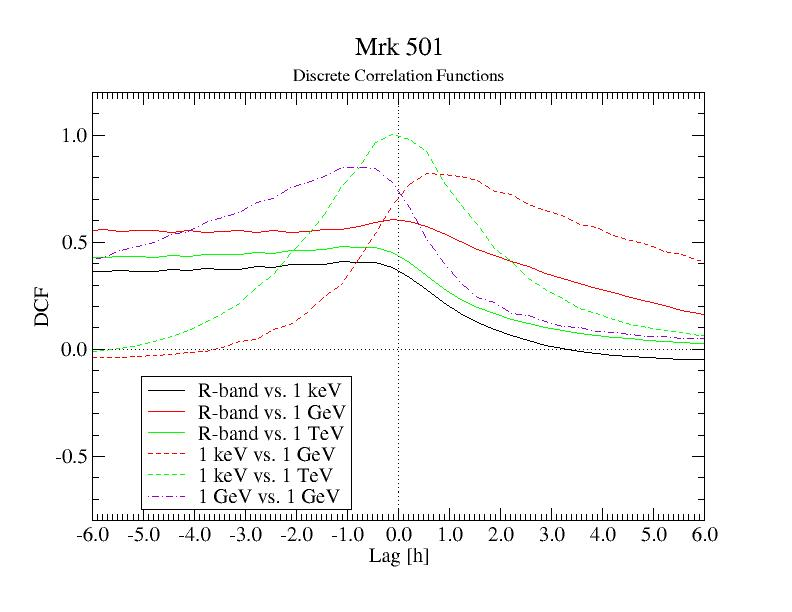 Mrk 501
Discrete Correlation Functions
1.0
0.5
0.0
-0.5
DCF
R-band vs. 1 keV
R-band vs. 1 GeV
R-band vs. 1 TeV
1 keV vs. 1 GeV
1 keV vs. 1 TeV
1 GeV vs. 1 GeV
-6.0 -5.0 -4.0 -3.0 -2.0 -1.0 0.0 1.0 2.0 3.0 4.0 5.0 6.0
Lag [h]